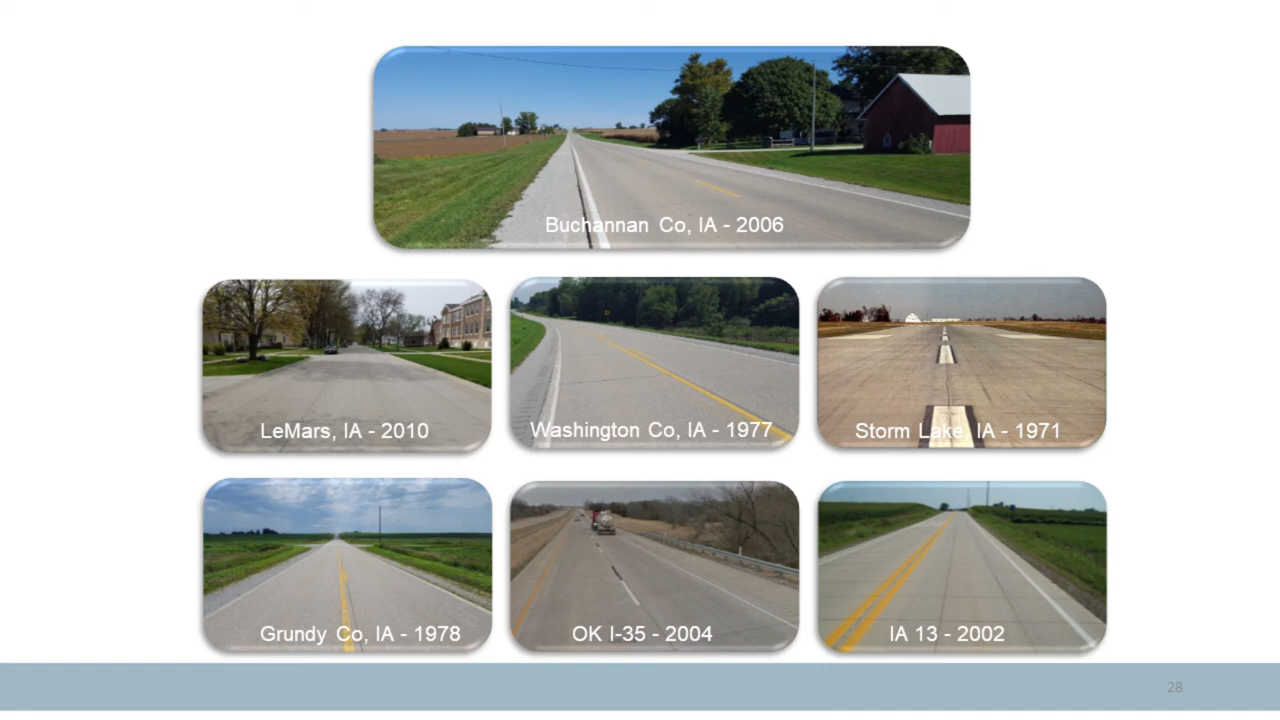 Buchannan Co, IA - 2006
LeMars, IA - 2010
Washington Co, IA - 1977
Storm Lake, IA - 1971
Grundy Co, IA - 1978
OK I-35 - 2004
IA 13 - 2002
28